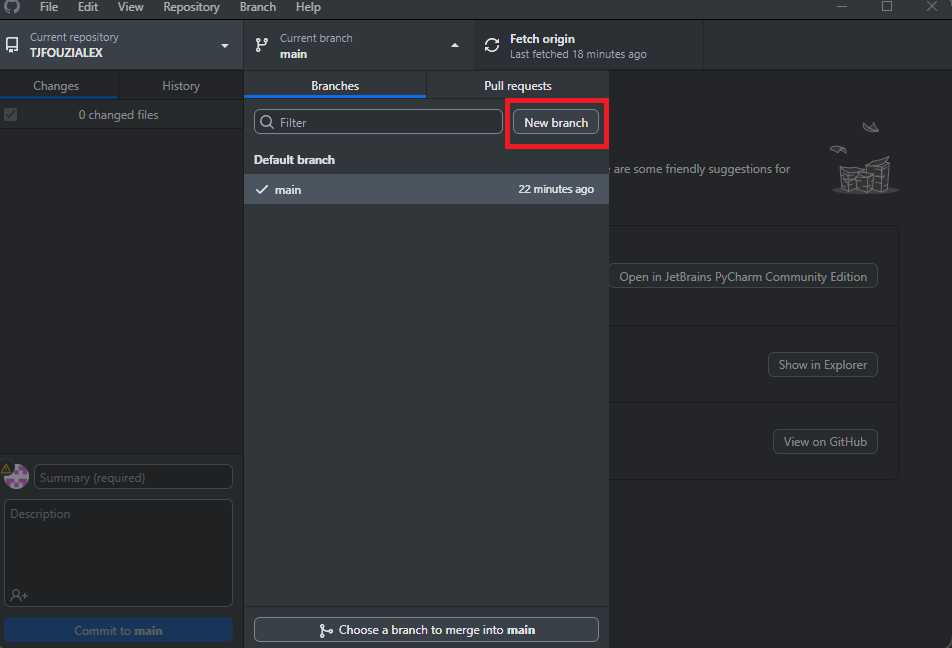 File Edit View Repository Branch Help
Current repository
TJFOUZIALEX
Current branch
main
Fetch origin
Last fetched 18 minutes ago
Changes History
Branches Pull requests
0 changed files
Filter
New branch
Default branch
main 22 minutes ago
are some friendly suggestions for
Open in JetBrains PyCharm Community Edition
Show in Explorer
View on GitHub
Summary (required)
Description
Commit to main
Choose a branch to merge into main